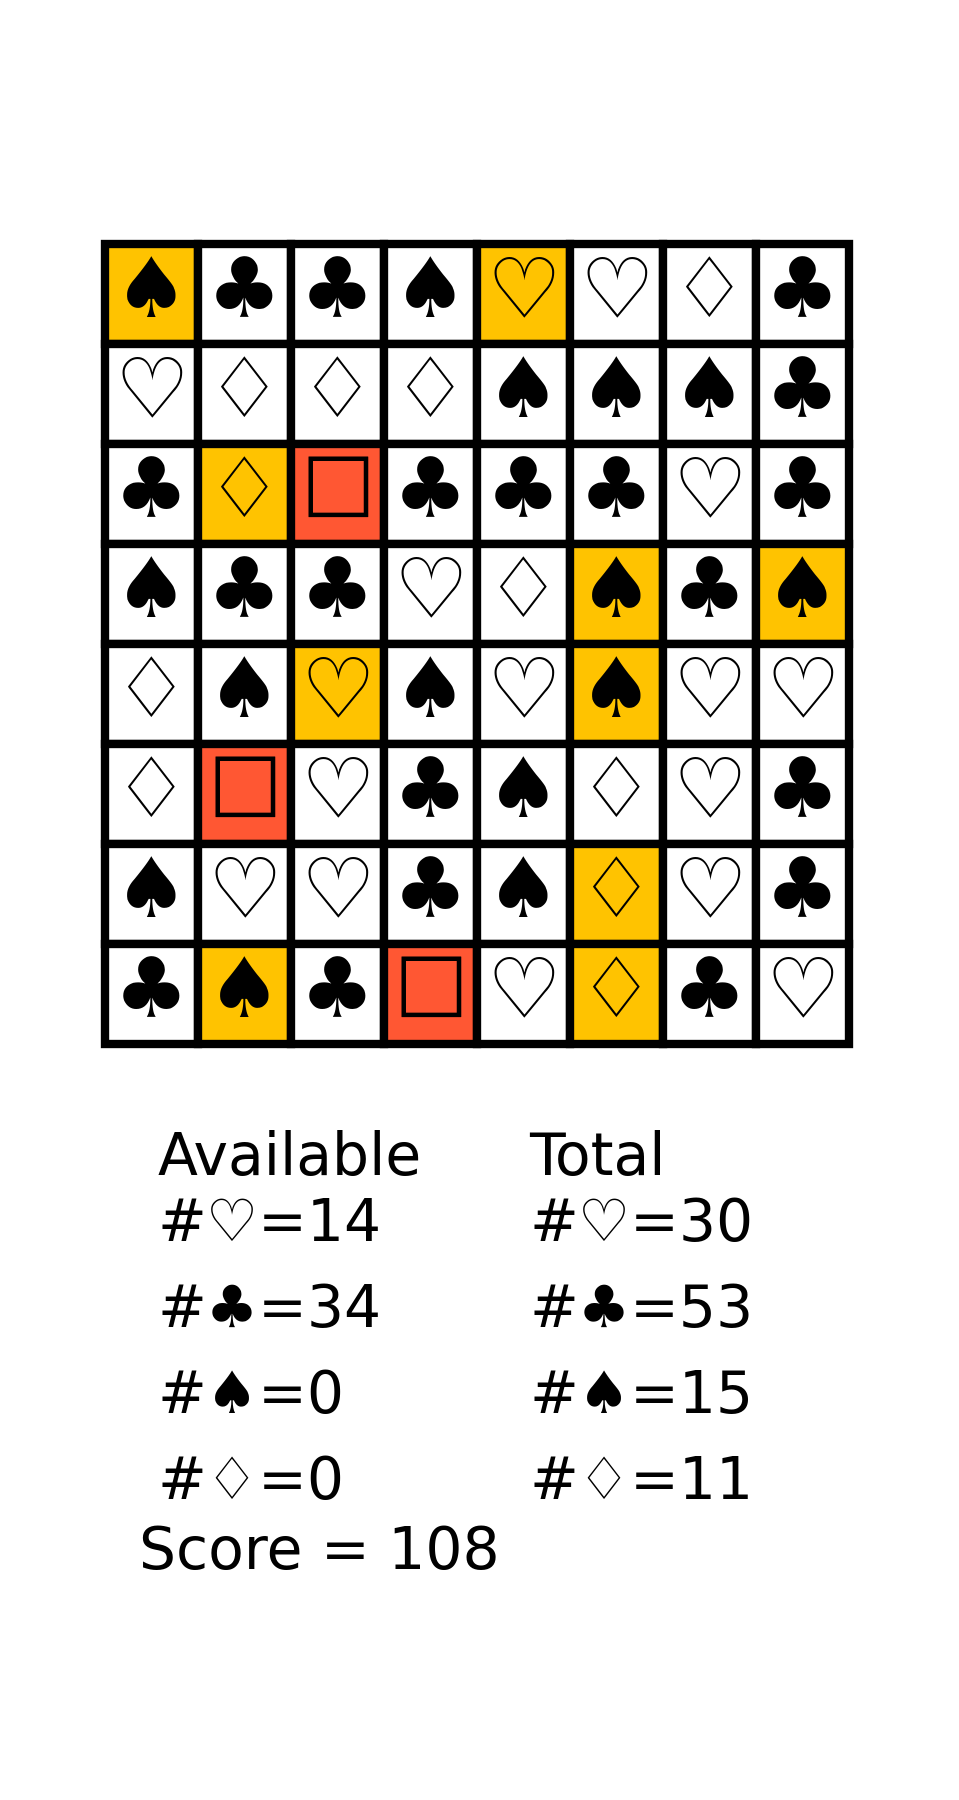 ♠ ♣ ♣ ♠ ♡ ♡ ♢ ♣
♡ ♢ ♢ ♢ ♠ ♠ ♠ ♣
♣ ♢ □ ♣ ♣ ♣ ♡ ♣
♠ ♣ ♣ ♡ ♢ ♠ ♣ ♠
♢ ♠ ♡ ♠ ♡ ♠ ♡ ♡
♢ □ ♡ ♣ ♠ ♢ ♡ ♣
♠ ♡ ♡ ♣ ♠ ♢ ♡ ♣
♣ ♠ ♣ □ ♡ ♢ ♣ ♡
Available Total
#♡=14 #♡=30
#♣=34 #♣=53
#♠=0 #♠=15
#♢=0 #♢=11
Score = 108